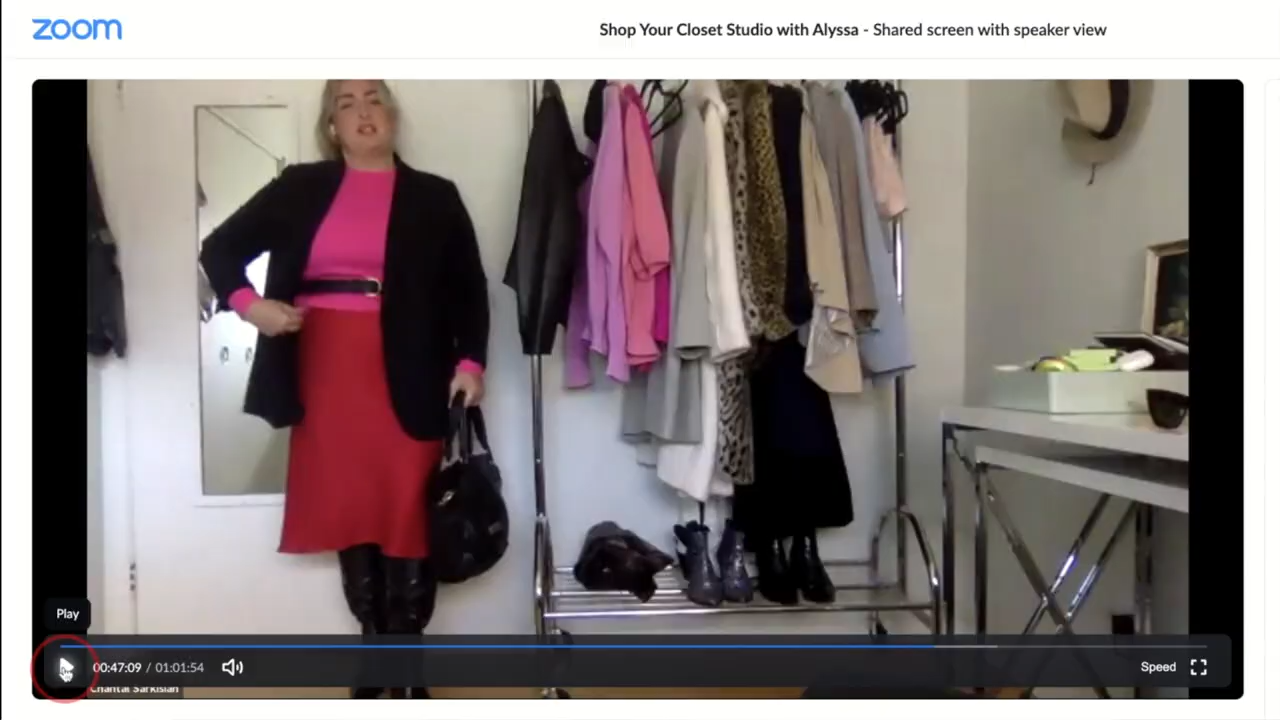 zoom
Shop Your Closet Studio with Alyssa - Shared screen with speaker view
Play
00:47:09 / 01:01:54
Speed
Chantal Sarkisian